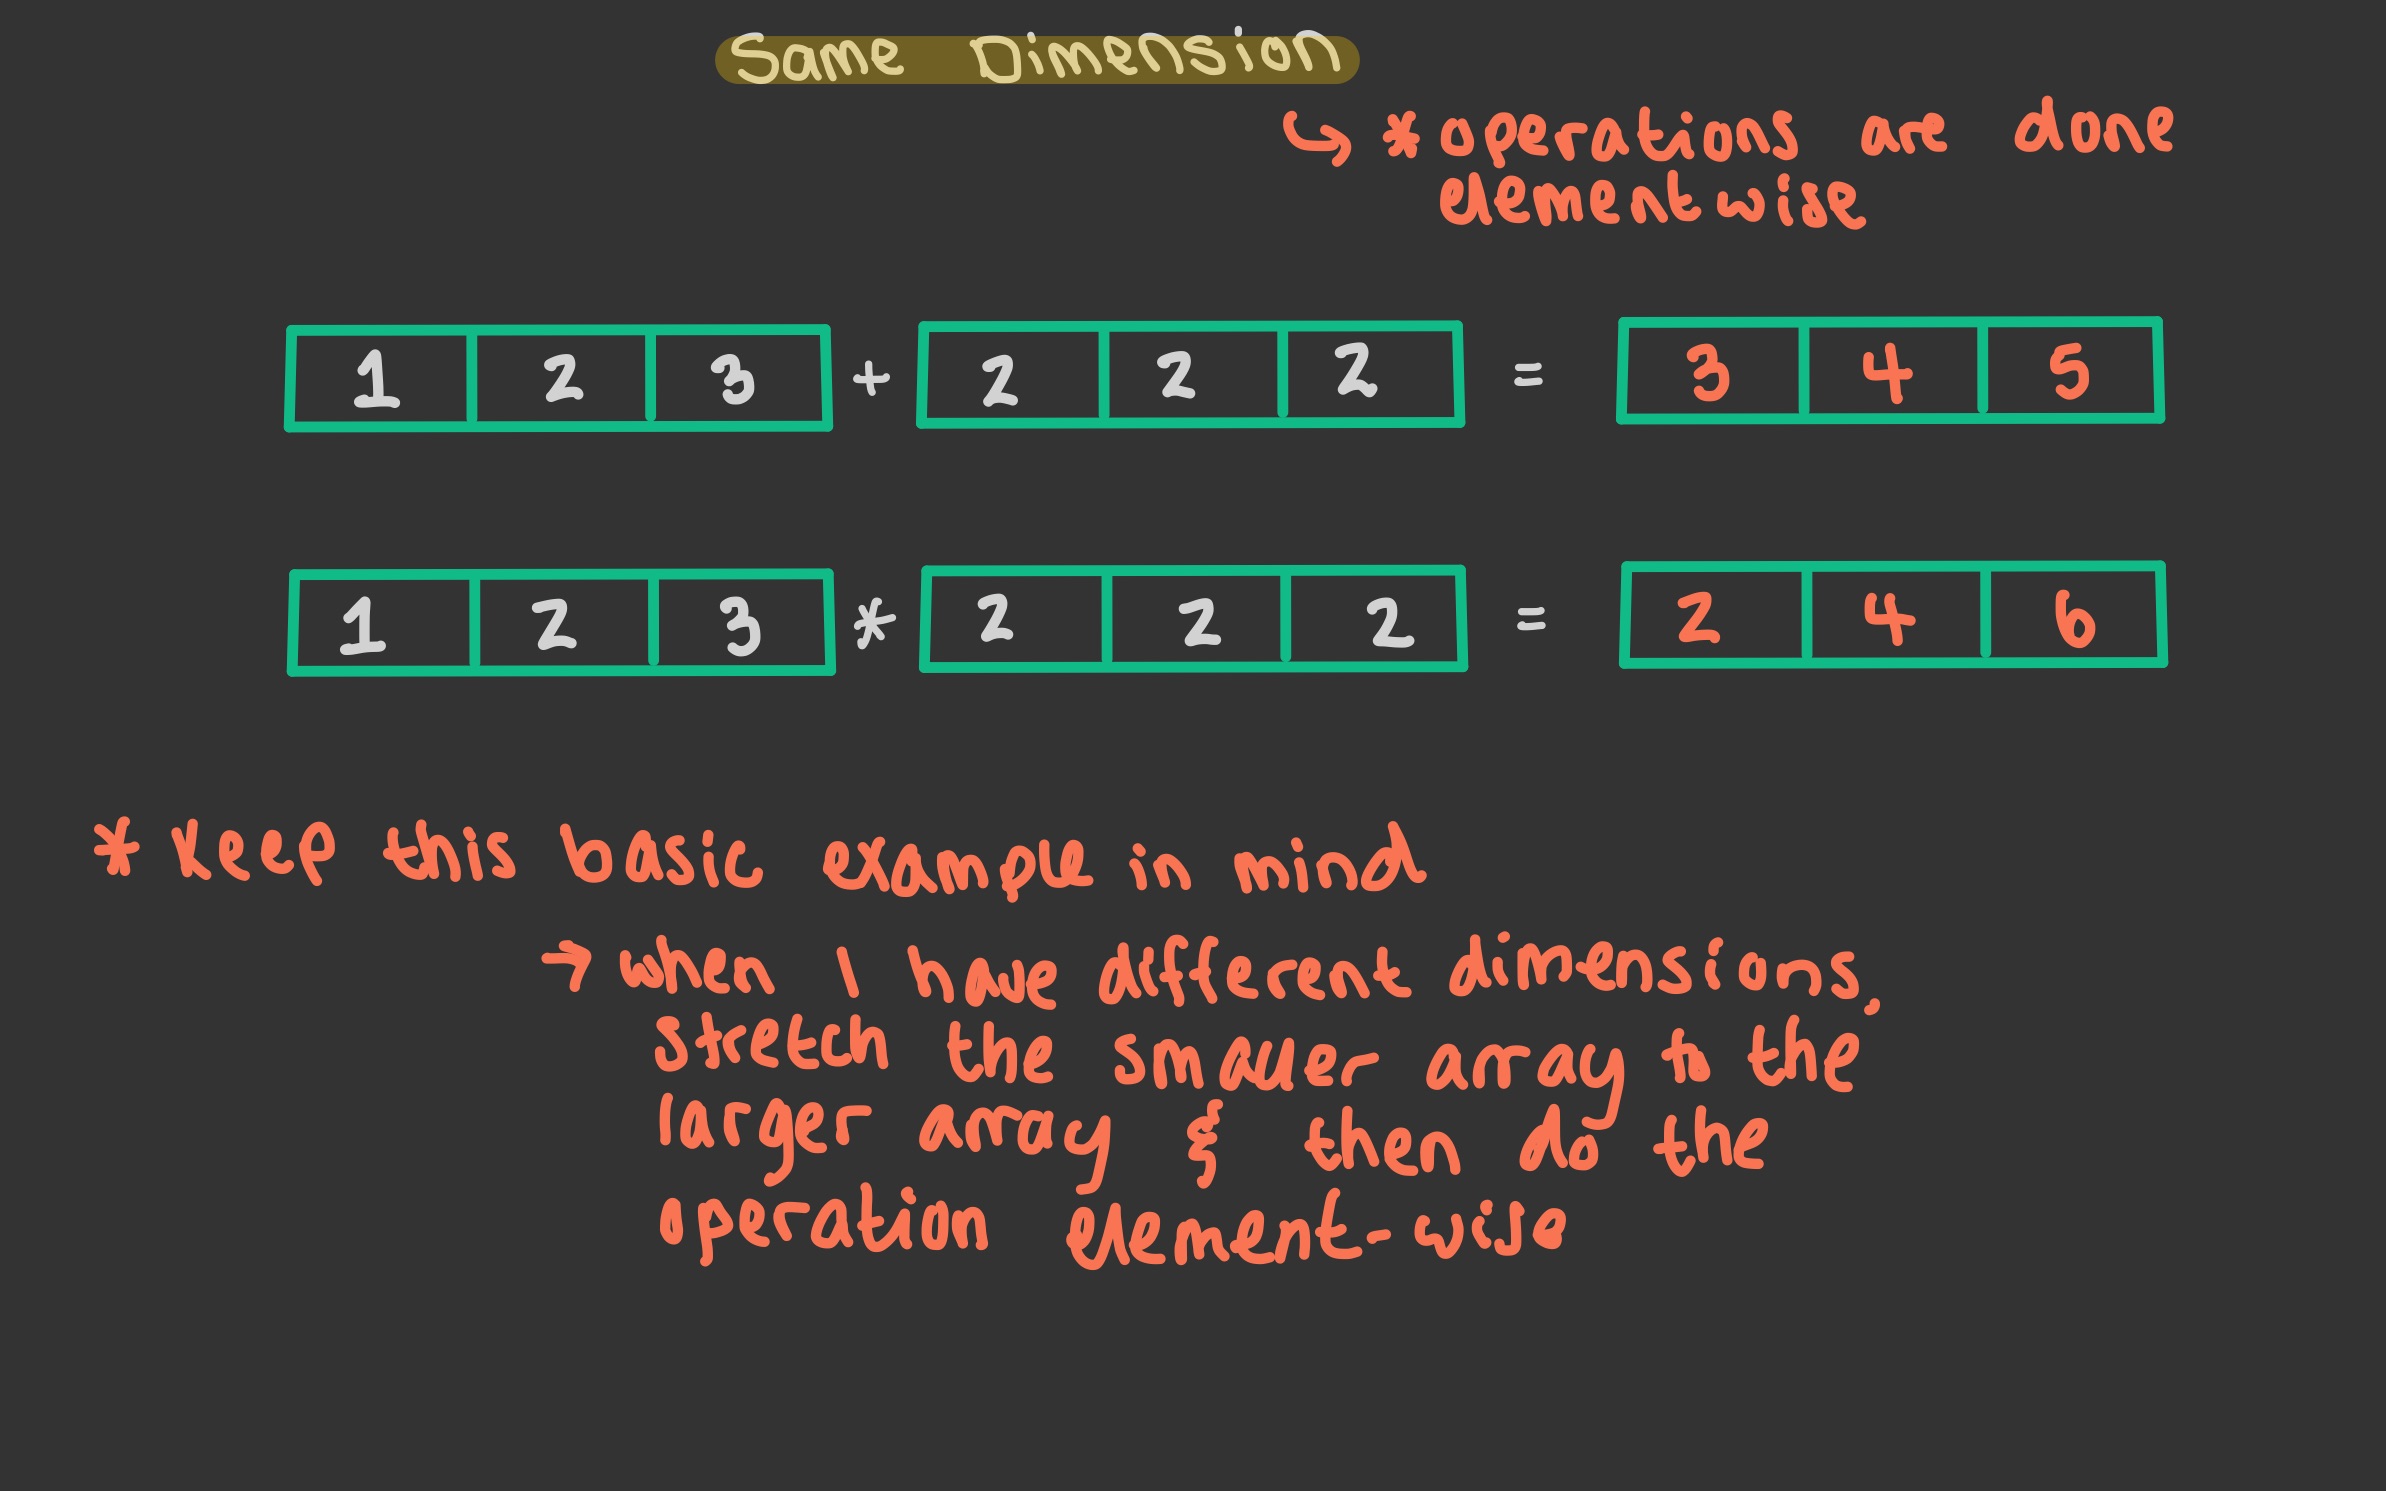 Same Dimension
↳ * operations are done
elementwise
1 2 3 + 2 2 2 = 3 4 5
1 2 3 * 2 2 2 = 2 4 6
* keep this basic example in mind
→ when I have different dimensions,
stretch the smaller array to the
larger array & then do the
operation element-wise